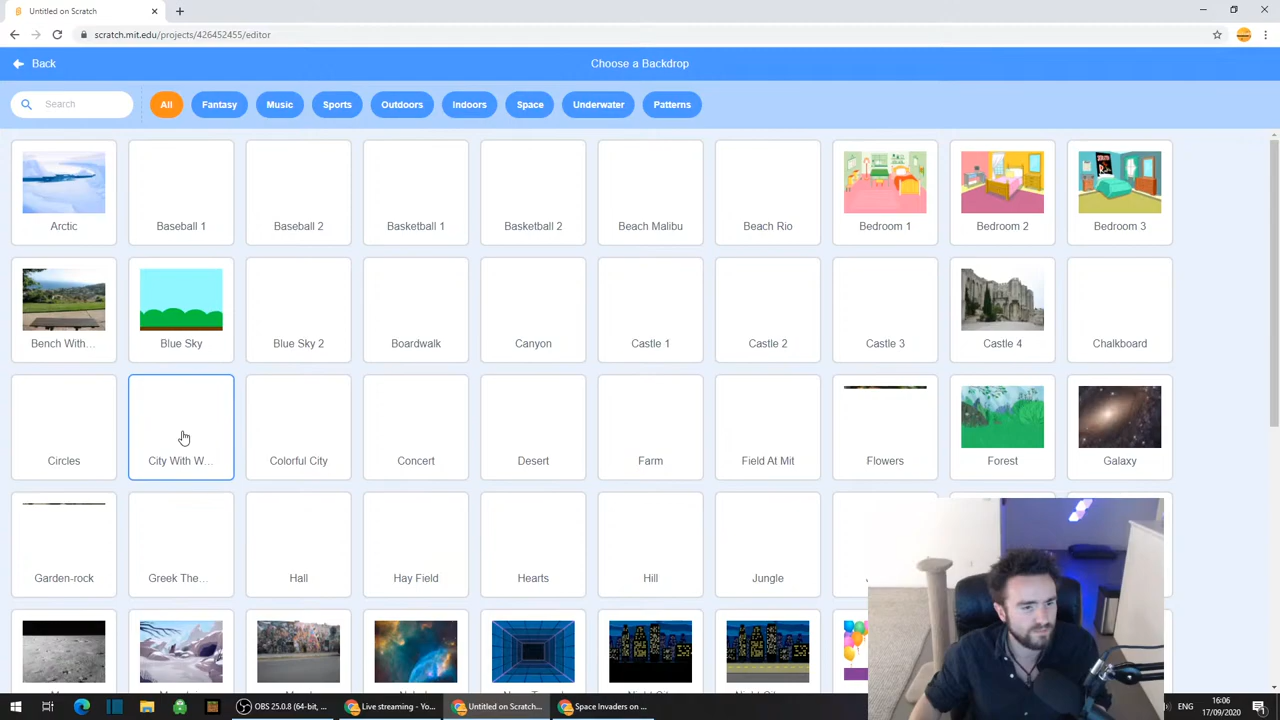 Untitled on Scratch
scratch.mit.edu/projects/426452455/editor
Back
Choose a Backdrop
Search
All
Fantasy
Music
Sports
Outdoors
Indoors
Space
Underwater
Patterns
Arctic
Baseball 1
Baseball 2
Basketball 1
Basketball 2
Beach Malibu
Beach Rio
Bedroom 1
Bedroom 2
Bedroom 3
Bench With...
Blue Sky
Blue Sky 2
Boardwalk
Canyon
Castle 1
Castle 2
Castle 3
Castle 4
Chalkboard
Circles
City With W...
Colorful City
Concert
Desert
Farm
Field At Mit
Flowers
Forest
Galaxy
Garden-rock
Greek The...
Hall
Hay Field
Hearts
Hill
Jungle
OBS 25.0.8 (64-bit, ...
Live streaming - Yo...
Untitled on Scratch...
Space Invaders on ...
ENG
16:06
17/09/2020